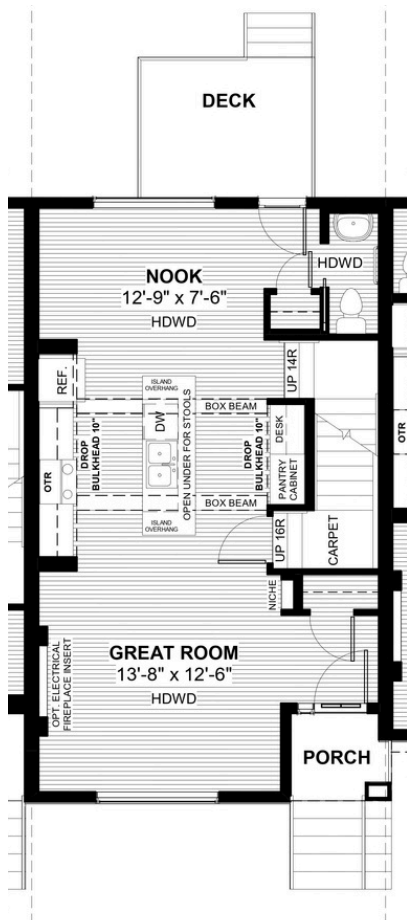 DECK
NOOK
12'-9" x 7'-6"
HDWD
HDWD
REF.
UP 14R
ISLAND
OVERHANG
BOX BEAM
DW
OPEN UNDER FOR STOOLS
DROP
BULKHEAD 10"
DROP
BULKHEAD 10"
DESK
PANTRY
CABINET
OTR
OTR
BOX BEAM
ISLAND
OVERHANG
UP 16R
CARPET
NICHE
GREAT ROOM
13'-8" x 12'-6"
HDWD
OPT. ELECTRICAL
FIREPLACE INSERT
PORCH